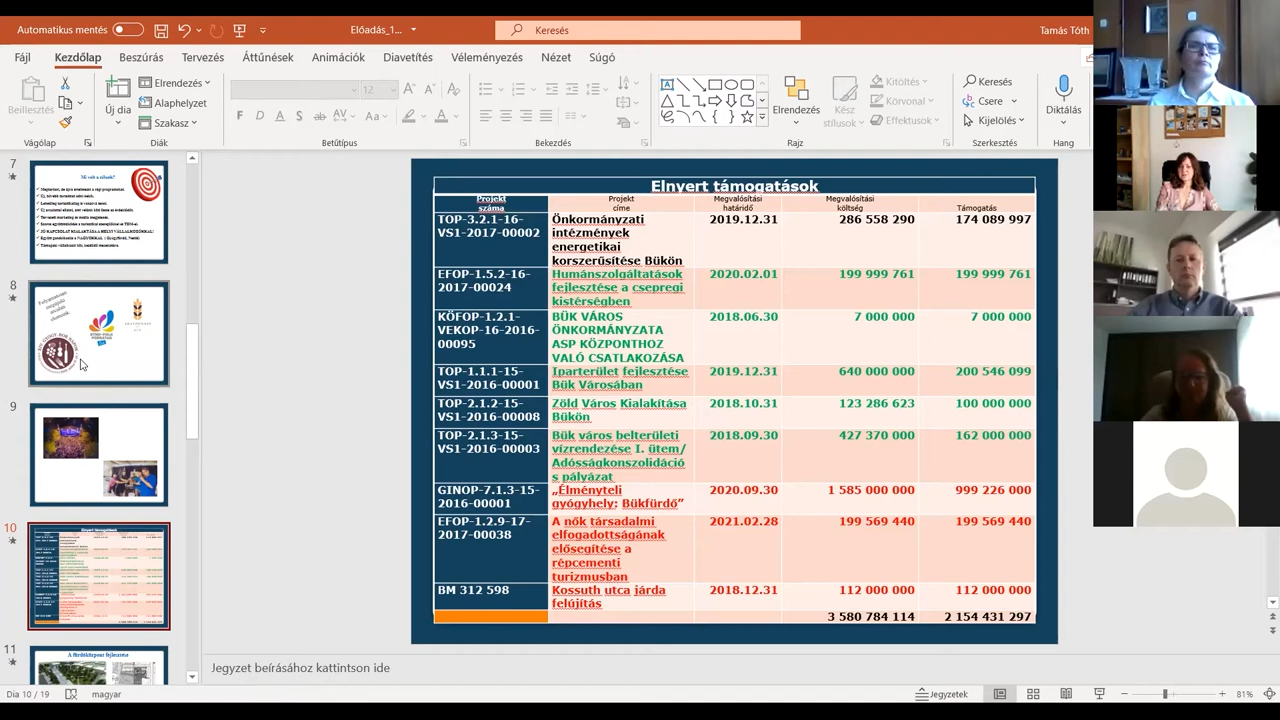 Automatikus mentés
Előadás_1...
Keresés
Tamás Tóth
Fájl
Kezdőlap
Beszúrás
Tervezés
Áttűnések
Animációk
Diavetítés
Véleményezés
Nézet
Súgó
Beillesztés
Új dia
Elrendezés
Alaphelyzet
Szakasz
12
Elrendezés
Kész stílusok
Kitöltés
Körvonal
Effektusok
Keresés
Csere
Kijelölés
Diktálás
Vágólap
Diák
Betűtípus
Bekezdés
Rajz
Szerkesztés
Hang
7
8
9
10
11
Mi volt a célunk?
Elnyert támogatások
A fürdőközpont fejlesztése
Elnyert támogatások
Projekt száma
Projekt címe
Megvalósítási határidő
Megvalósítási költség
Támogatás
TOP-3.2.1-16-
VS1-2017-00002
Önkormányzati
intézmények
energetikai
korszerűsítése Bükön
2019.12.31
286 558 290
174 089 997
EFOP-1.5.2-16-
2017-00024
Humánszolgáltatások
fejlesztése a csepregi
kistérségben
2020.02.01
199 999 761
199 999 761
KÖFOP-1.2.1-
VEKOP-16-2016-
00095
BÜK VÁROS
ÖNKORMÁNYZATA
ASP KÖZPONTHOZ
VALÓ CSATLAKOZÁSA
2018.06.30
7 000 000
7 000 000
TOP-1.1.1-15-
VS1-2016-00001
Iparterület fejlesztése
Bük Városában
2019.12.31
640 000 000
200 546 099
TOP-2.1.2-15-
VS1-2016-00008
Zöld Város Kialakítása
Bükön
2018.10.31
123 286 623
100 000 000
TOP-2.1.3-15-
VS1-2016-00003
Bük város belterületi
vízrendezése I. ütem/
Adósságkonszolidáció
s pályázat
2018.09.30
427 370 000
162 000 000
GINOP-7.1.3-15-
2016-00001
„Élményteli
gyógyhely; Bükfürdő”
2020.09.30
1 585 000 000
999 226 000
EFOP-1.2.9-17-
2017-00038
A nők társadalmi
elfogadottságának
elősegítése a
répcementi
turizmusban
2021.02.28
199 569 440
199 569 440
BM 312 598
Kossuth utca járda
felújítás
2018.12.31
112 000 000
112 000 000
3 580 784 114
2 154 431 297
Jegyzet beírásához kattintson ide
Dia 10 / 19
magyar
Jegyzetek
81%